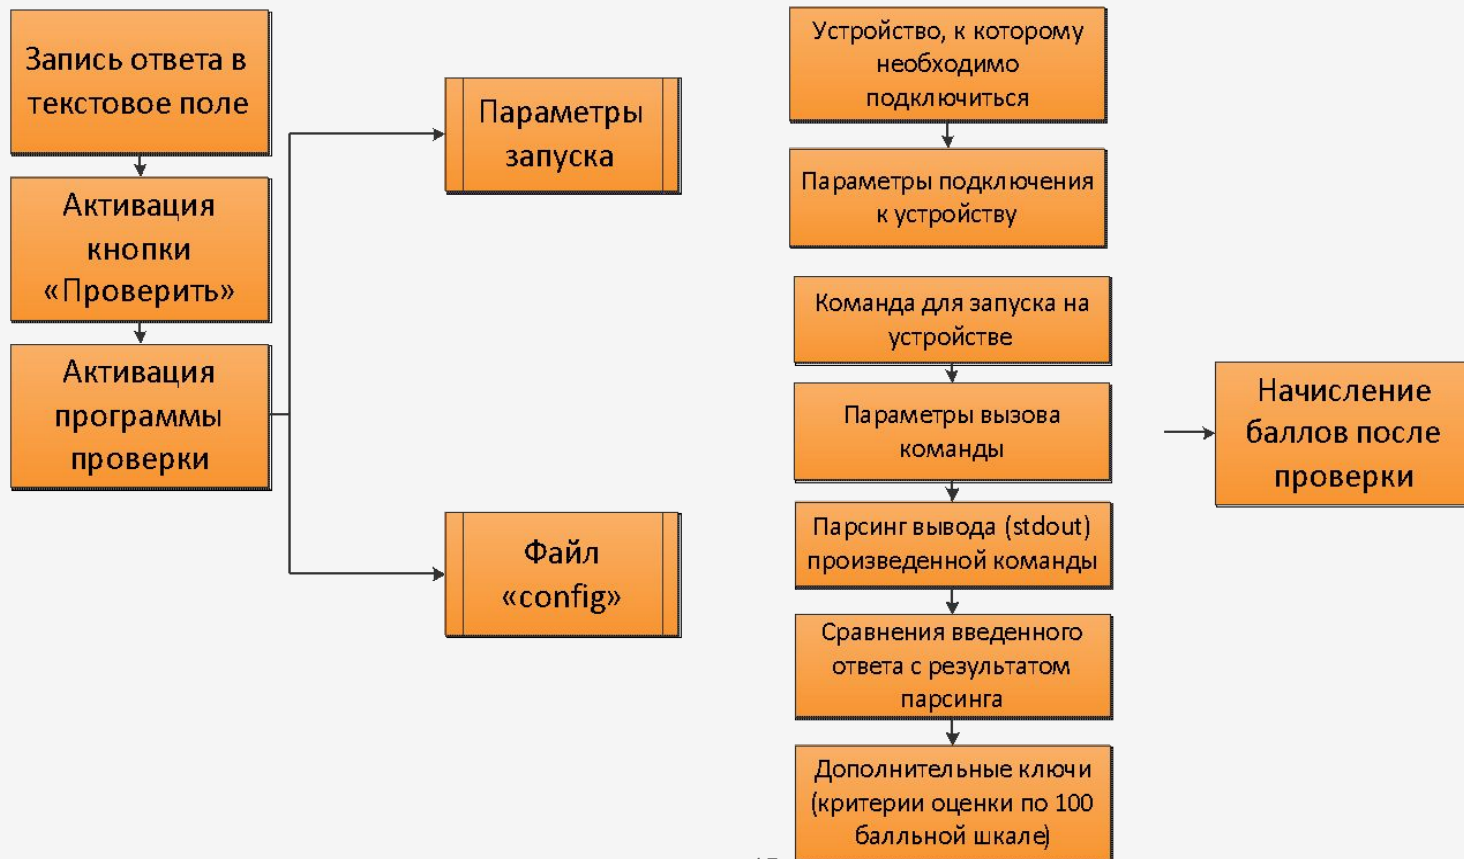 Запись ответа в
текстовое поле
Активация
кнопки
«Проверить»
Активация
программы
проверки
Параметры
запуска
Файл
«config»
Устройство, к которому
необходимо
подключиться
Параметры подключения
к устройству
Команда для запуска на
устройстве
Параметры вызова
команды
Парсинг вывода (stdout)
произведенной команды
Сравнения введенного
ответа с результатом
парсинга
Дополнительные ключи
(критерии оценки по 100
балльной шкале)
Начисление
баллов после
проверки